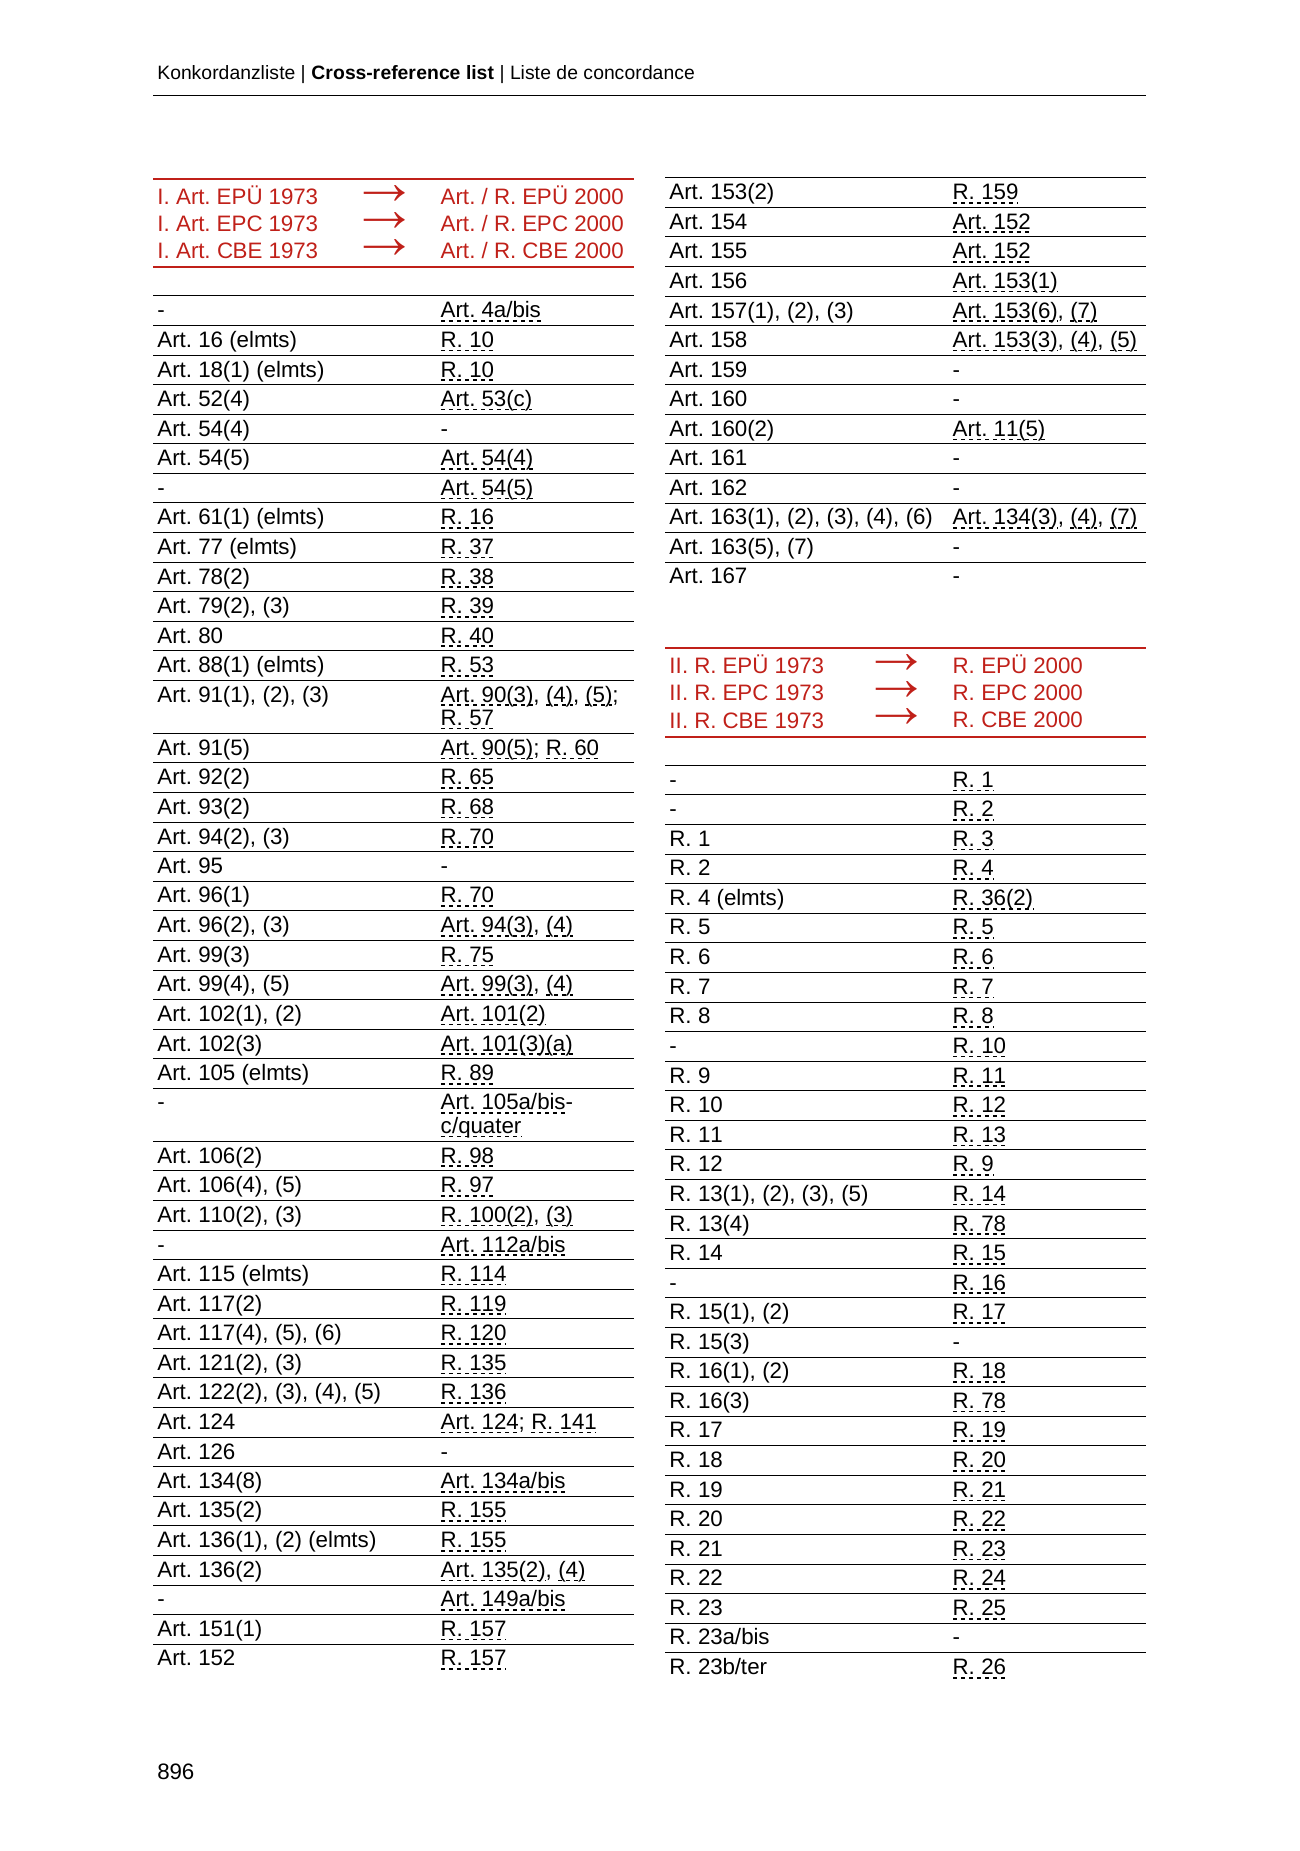 Konkordanzliste | Cross-reference list | Liste de concordance
I. Art. EPÜ 1973 → Art. / R. EPÜ 2000
I. Art. EPC 1973 → Art. / R. EPC 2000
I. Art. CBE 1973 → Art. / R. CBE 2000
- Art. 4a/bis
Art. 16 (elmts) R. 10
Art. 18(1) (elmts) R. 10
Art. 52(4) Art. 53(c)
Art. 54(4) -
Art. 54(5) Art. 54(4)
- Art. 54(5)
Art. 61(1) (elmts) R. 16
Art. 77 (elmts) R. 37
Art. 78(2) R. 38
Art. 79(2), (3) R. 39
Art. 80 R. 40
Art. 88(1) (elmts) R. 53
Art. 91(1), (2), (3) Art. 90(3), (4), (5);
R. 57
Art. 91(5) Art. 90(5); R. 60
Art. 92(2) R. 65
Art. 93(2) R. 68
Art. 94(2), (3) R. 70
Art. 95 -
Art. 96(1) R. 70
Art. 96(2), (3) Art. 94(3), (4)
Art. 99(3) R. 75
Art. 99(4), (5) Art. 99(3), (4)
Art. 102(1), (2) Art. 101(2)
Art. 102(3) Art. 101(3)(a)
Art. 105 (elmts) R. 89
- Art. 105a/bis-
c/quater
Art. 106(2) R. 98
Art. 106(4), (5) R. 97
Art. 110(2), (3) R. 100(2), (3)
- Art. 112a/bis
Art. 115 (elmts) R. 114
Art. 117(2) R. 119
Art. 117(4), (5), (6) R. 120
Art. 121(2), (3) R. 135
Art. 122(2), (3), (4), (5) R. 136
Art. 124 Art. 124; R. 141
Art. 126 -
Art. 134(8) Art. 134a/bis
Art. 135(2) R. 155
Art. 136(1), (2) (elmts) R. 155
Art. 136(2) Art. 135(2), (4)
- Art. 149a/bis
Art. 151(1) R. 157
Art. 152 R. 157
Art. 153(2) R. 159
Art. 154 Art. 152
Art. 155 Art. 152
Art. 156 Art. 153(1)
Art. 157(1), (2), (3) Art. 153(6), (7)
Art. 158 Art. 153(3), (4), (5)
Art. 159 -
Art. 160 -
Art. 160(2) Art. 11(5)
Art. 161 -
Art. 162 -
Art. 163(1), (2), (3), (4), (6) Art. 134(3), (4), (7)
Art. 163(5), (7) -
Art. 167 -
II. R. EPÜ 1973 → R. EPÜ 2000
II. R. EPC 1973 → R. EPC 2000
II. R. CBE 1973 → R. CBE 2000
- R. 1
- R. 2
R. 1 R. 3
R. 2 R. 4
R. 4 (elmts) R. 36(2)
R. 5 R. 5
R. 6 R. 6
R. 7 R. 7
R. 8 R. 8
- R. 10
R. 9 R. 11
R. 10 R. 12
R. 11 R. 13
R. 12 R. 9
R. 13(1), (2), (3), (5) R. 14
R. 13(4) R. 78
R. 14 R. 15
- R. 16
R. 15(1), (2) R. 17
R. 15(3) -
R. 16(1), (2) R. 18
R. 16(3) R. 78
R. 17 R. 19
R. 18 R. 20
R. 19 R. 21
R. 20 R. 22
R. 21 R. 23
R. 22 R. 24
R. 23 R. 25
R. 23a/bis -
R. 23b/ter R. 26
896